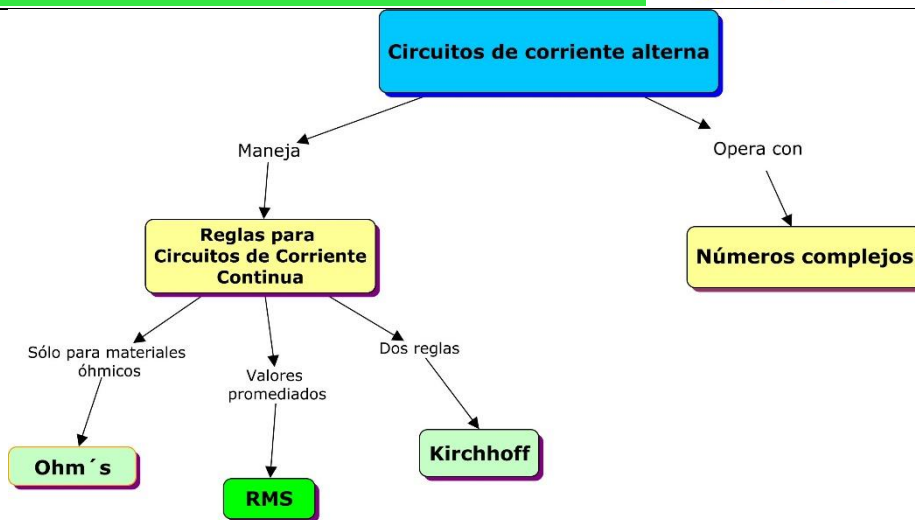 Circuitos de corriente alterna
Maneja
Opera con
Reglas para
Circuitos de Corriente
Continua
Números complejos
Sólo para materiales
óhmicos
Valores
promediados
Dos reglas
Ohm´s
RMS
Kirchhoff